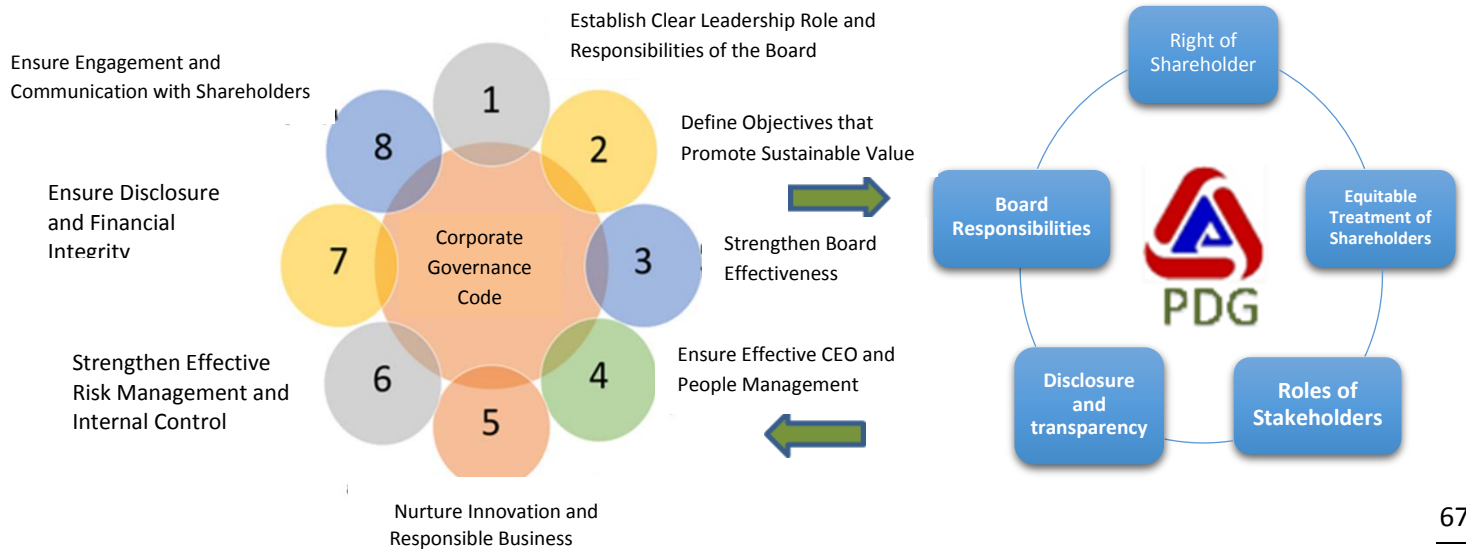 Establish Clear Leadership Role and
Responsibilities of the Board
Ensure Engagement and
Communication with Shareholders
1
2
3
4
5
6
7
8
Define Objectives that
Promote Sustainable Value
Strengthen Board
Effectiveness
Ensure Effective CEO and
People Management
Nurture Innovation and
Responsible Business
Strengthen Effective
Risk Management and
Internal Control
Ensure Disclosure
and Financial
Integrity
Corporate
Governance
Code
Right of
Shareholder
Equitable
Treatment of
Shareholders
Roles of
Stakeholders
Disclosure
and
transparency
Board
Responsibilities
PDG
67